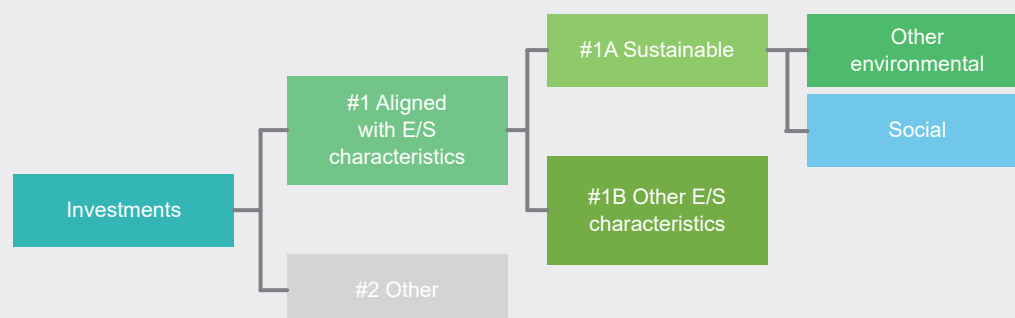 #1A Sustainable
Other
environmental
#1 Aligned
with E/S
characteristics
Social
Investments
#1B Other E/S
characteristics
#2 Other